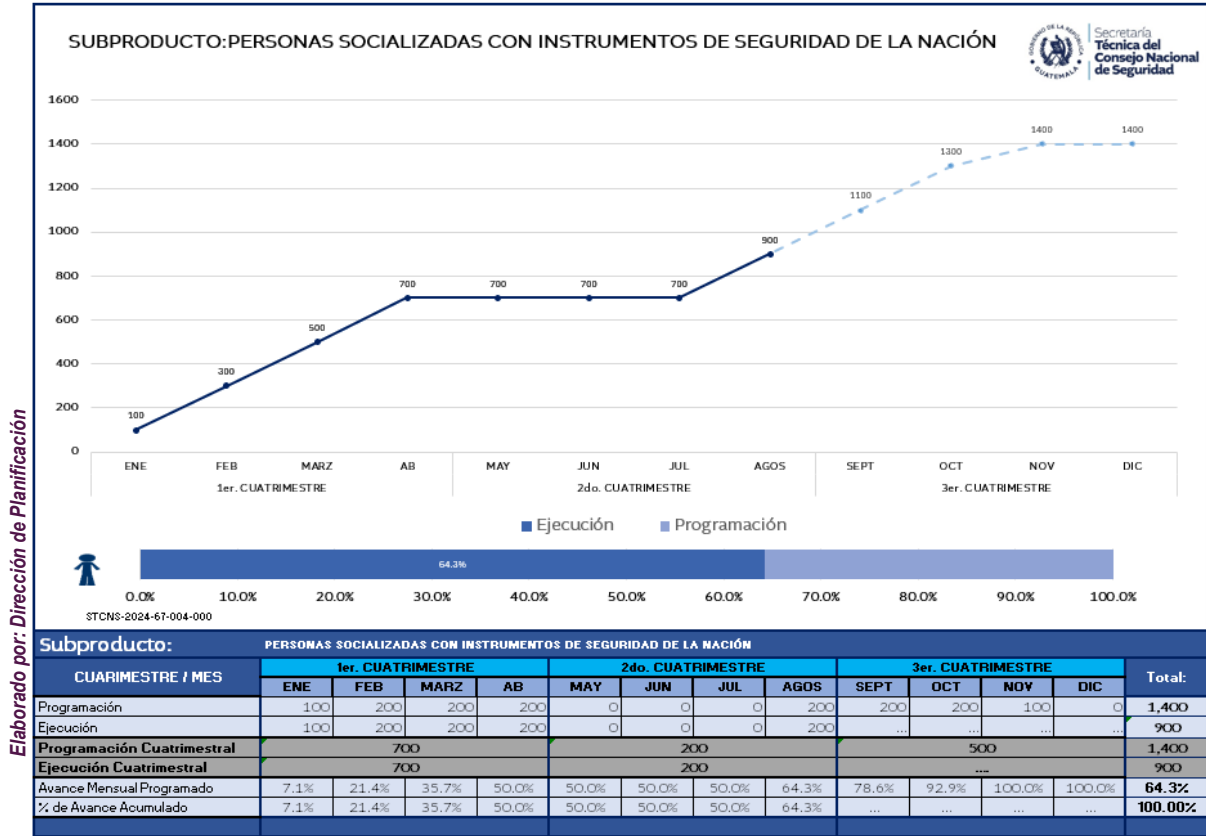 SUBPRODUCTO:PERSONAS SOCIALIZADAS CON INSTRUMENTOS DE SEGURIDAD DE LA NACIÓN
GOBIERNO DE LA REPÚBLICA
GUATEMALA
Secretaría
Técnica del
Consejo Nacional
de Seguridad
1600
1400
1200
1000
800
600
400
200
0
100
300
500
700
700
700
700
900
1100
1300
1400
1400
ENE FEB MARZ AB MAY JUN JUL AGOS SEPT OCT NOV DIC
1er. CUATRIMESTRE 2do. CUATRIMESTRE 3er. CUATRIMESTRE
Ejecución Programación
64.3%
0.0% 10.0% 20.0% 30.0% 40.0% 50.0% 60.0% 70.0% 80.0% 90.0% 100.0%
STCNS-2024-67-004-000
Elaborado por: Dirección de Planificación
Subproducto: PERSONAS SOCIALIZADAS CON INSTRUMENTOS DE SEGURIDAD DE LA NACIÓN
CUARIMESTRE / MES 1er. CUATRIMESTRE 2do. CUATRIMESTRE 3er. CUATRIMESTRE Total:
ENE FEB MARZ AB MAY JUN JUL AGOS SEPT OCT NOV DIC
Programación 100 200 200 200 0 0 0 200 200 200 100 0 1,400
Ejecución 100 200 200 200 0 0 0 200 ... ... ... ... 900
Programación Cuatrimestral 700 200 500 1,400
Ejecución Cuatrimestral 700 200 .... 900
Avance Mensual Programado 7.1% 21.4% 35.7% 50.0% 50.0% 50.0% 50.0% 64.3% 78.6% 92.9% 100.0% 100.0% 64.3%
% de Avance Acumulado 7.1% 21.4% 35.7% 50.0% 50.0% 50.0% 50.0% 64.3% ... ... ... ... 100.00%